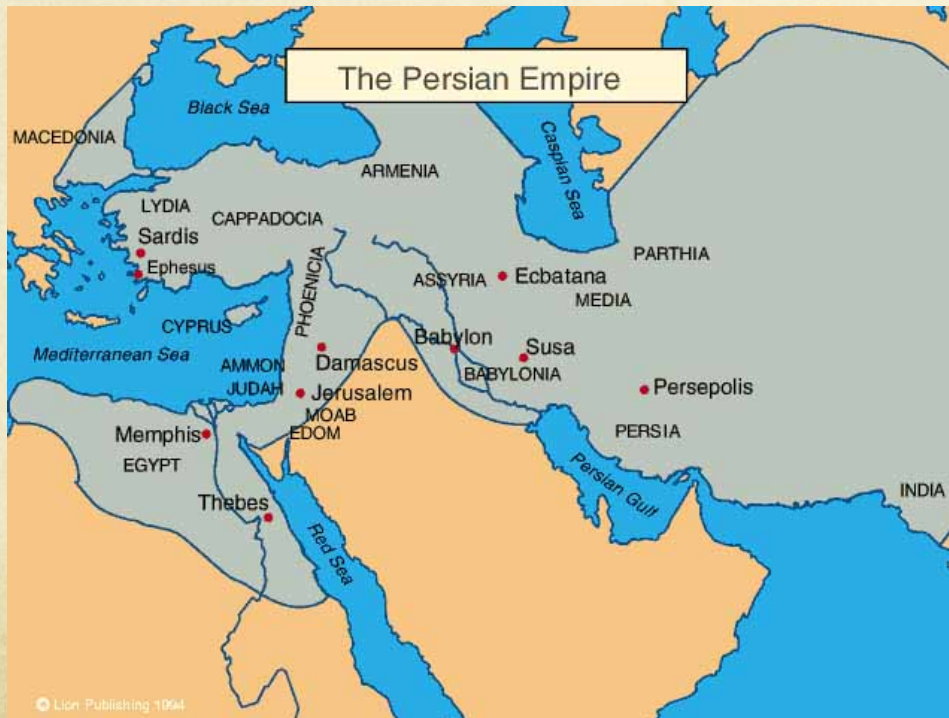 The Persian Empire
Black Sea
MACEDONIA
Caspian Sea
ARMENIA
LYDIA
CAPPADOCIA
Sardis
PARTHIA
Ephesus
PHOENICIA
ASSYRIA
Ecbatana
MEDIA
CYPRUS
Babylon
Mediterranean Sea
Susa
AMMON
Damascus
BABYLONIA
JUDAH
Jerusalem
Persepolis
MOAB
Memphis
EDOM
PERSIA
EGYPT
Persian Gulf
INDIA
Thebes
Red Sea
© Lion Publishing 1994